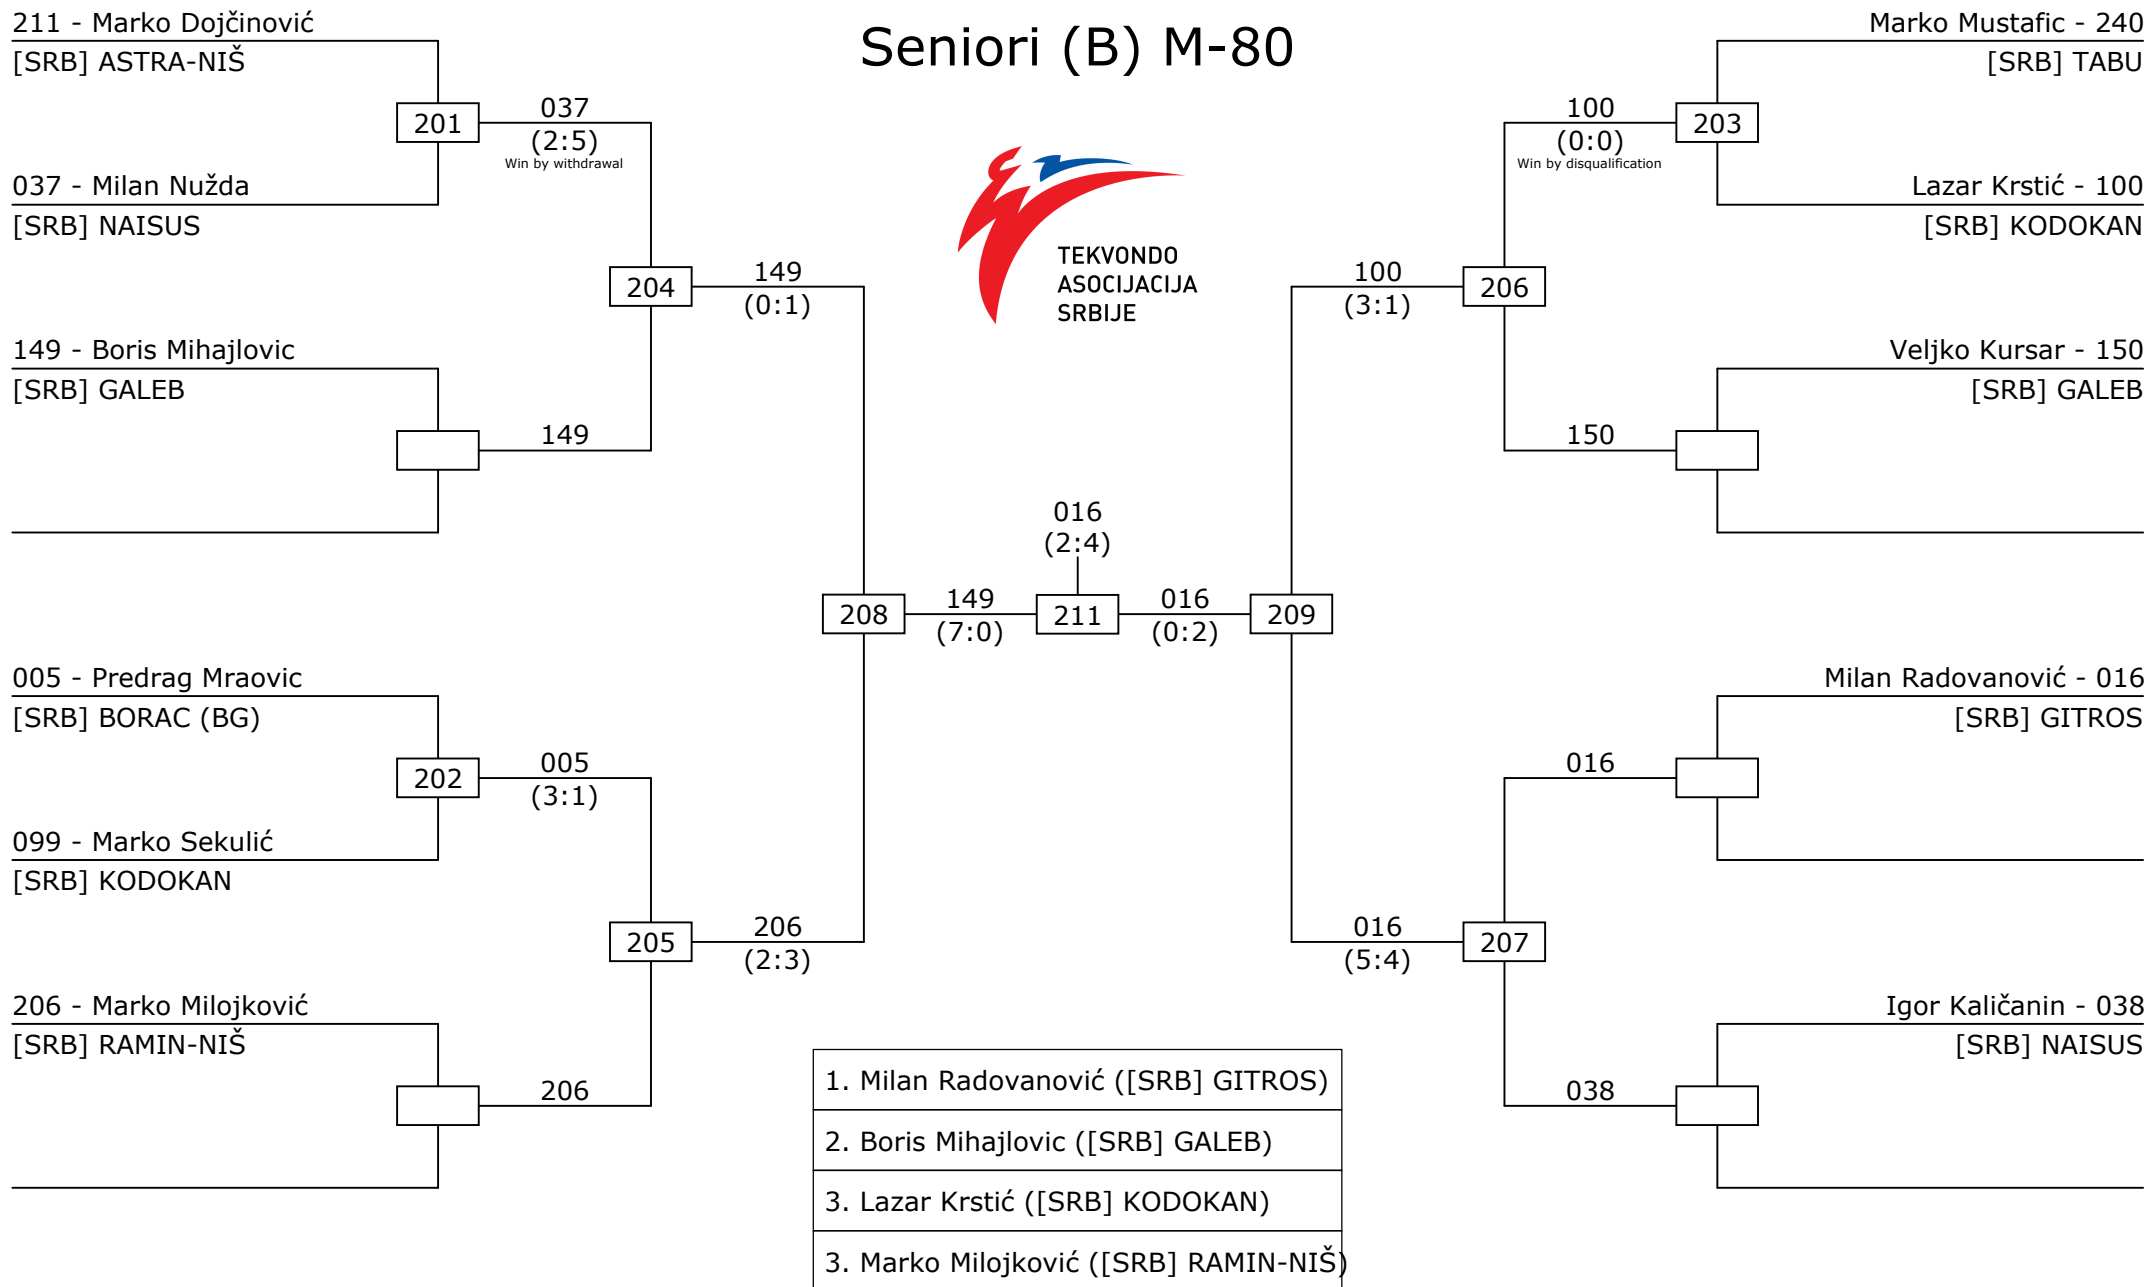 Seniori (B) M-80
211 - Marko Dojčinović
[SRB] ASTRA-NIŠ
201
037
(2:5)
Win by withdrawal
037 - Milan Nužda
[SRB] NAISUS
204
149
(0:1)
149 - Boris Mihajlovic
[SRB] GALEB
149
005 - Predrag Mraovic
[SRB] BORAC (BG)
202
005
(3:1)
099 - Marko Sekulić
[SRB] KODOKAN
205
206
(2:3)
206 - Marko Milojković
[SRB] RAMIN-NIŠ
206
208
149
(7:0)
TEKVONDO
ASOCIJACIJA
SRBIJE
016
(2:4)
211
016
(0:2)
209
Marko Mustafic - 240
[SRB] TABU
100
(0:0)
Win by disqualification
203
Lazar Krstić - 100
[SRB] KODOKAN
100
(3:1)
206
Veljko Kursar - 150
[SRB] GALEB
150
Milan Radovanović - 016
[SRB] GITROS
016
016
(5:4)
207
Igor Kaličanin - 038
[SRB] NAISUS
038
1. Milan Radovanović ([SRB] GITROS)
2. Boris Mihajlovic ([SRB] GALEB)
3. Lazar Krstić ([SRB] KODOKAN)
3. Marko Milojković ([SRB] RAMIN-NIŠ)